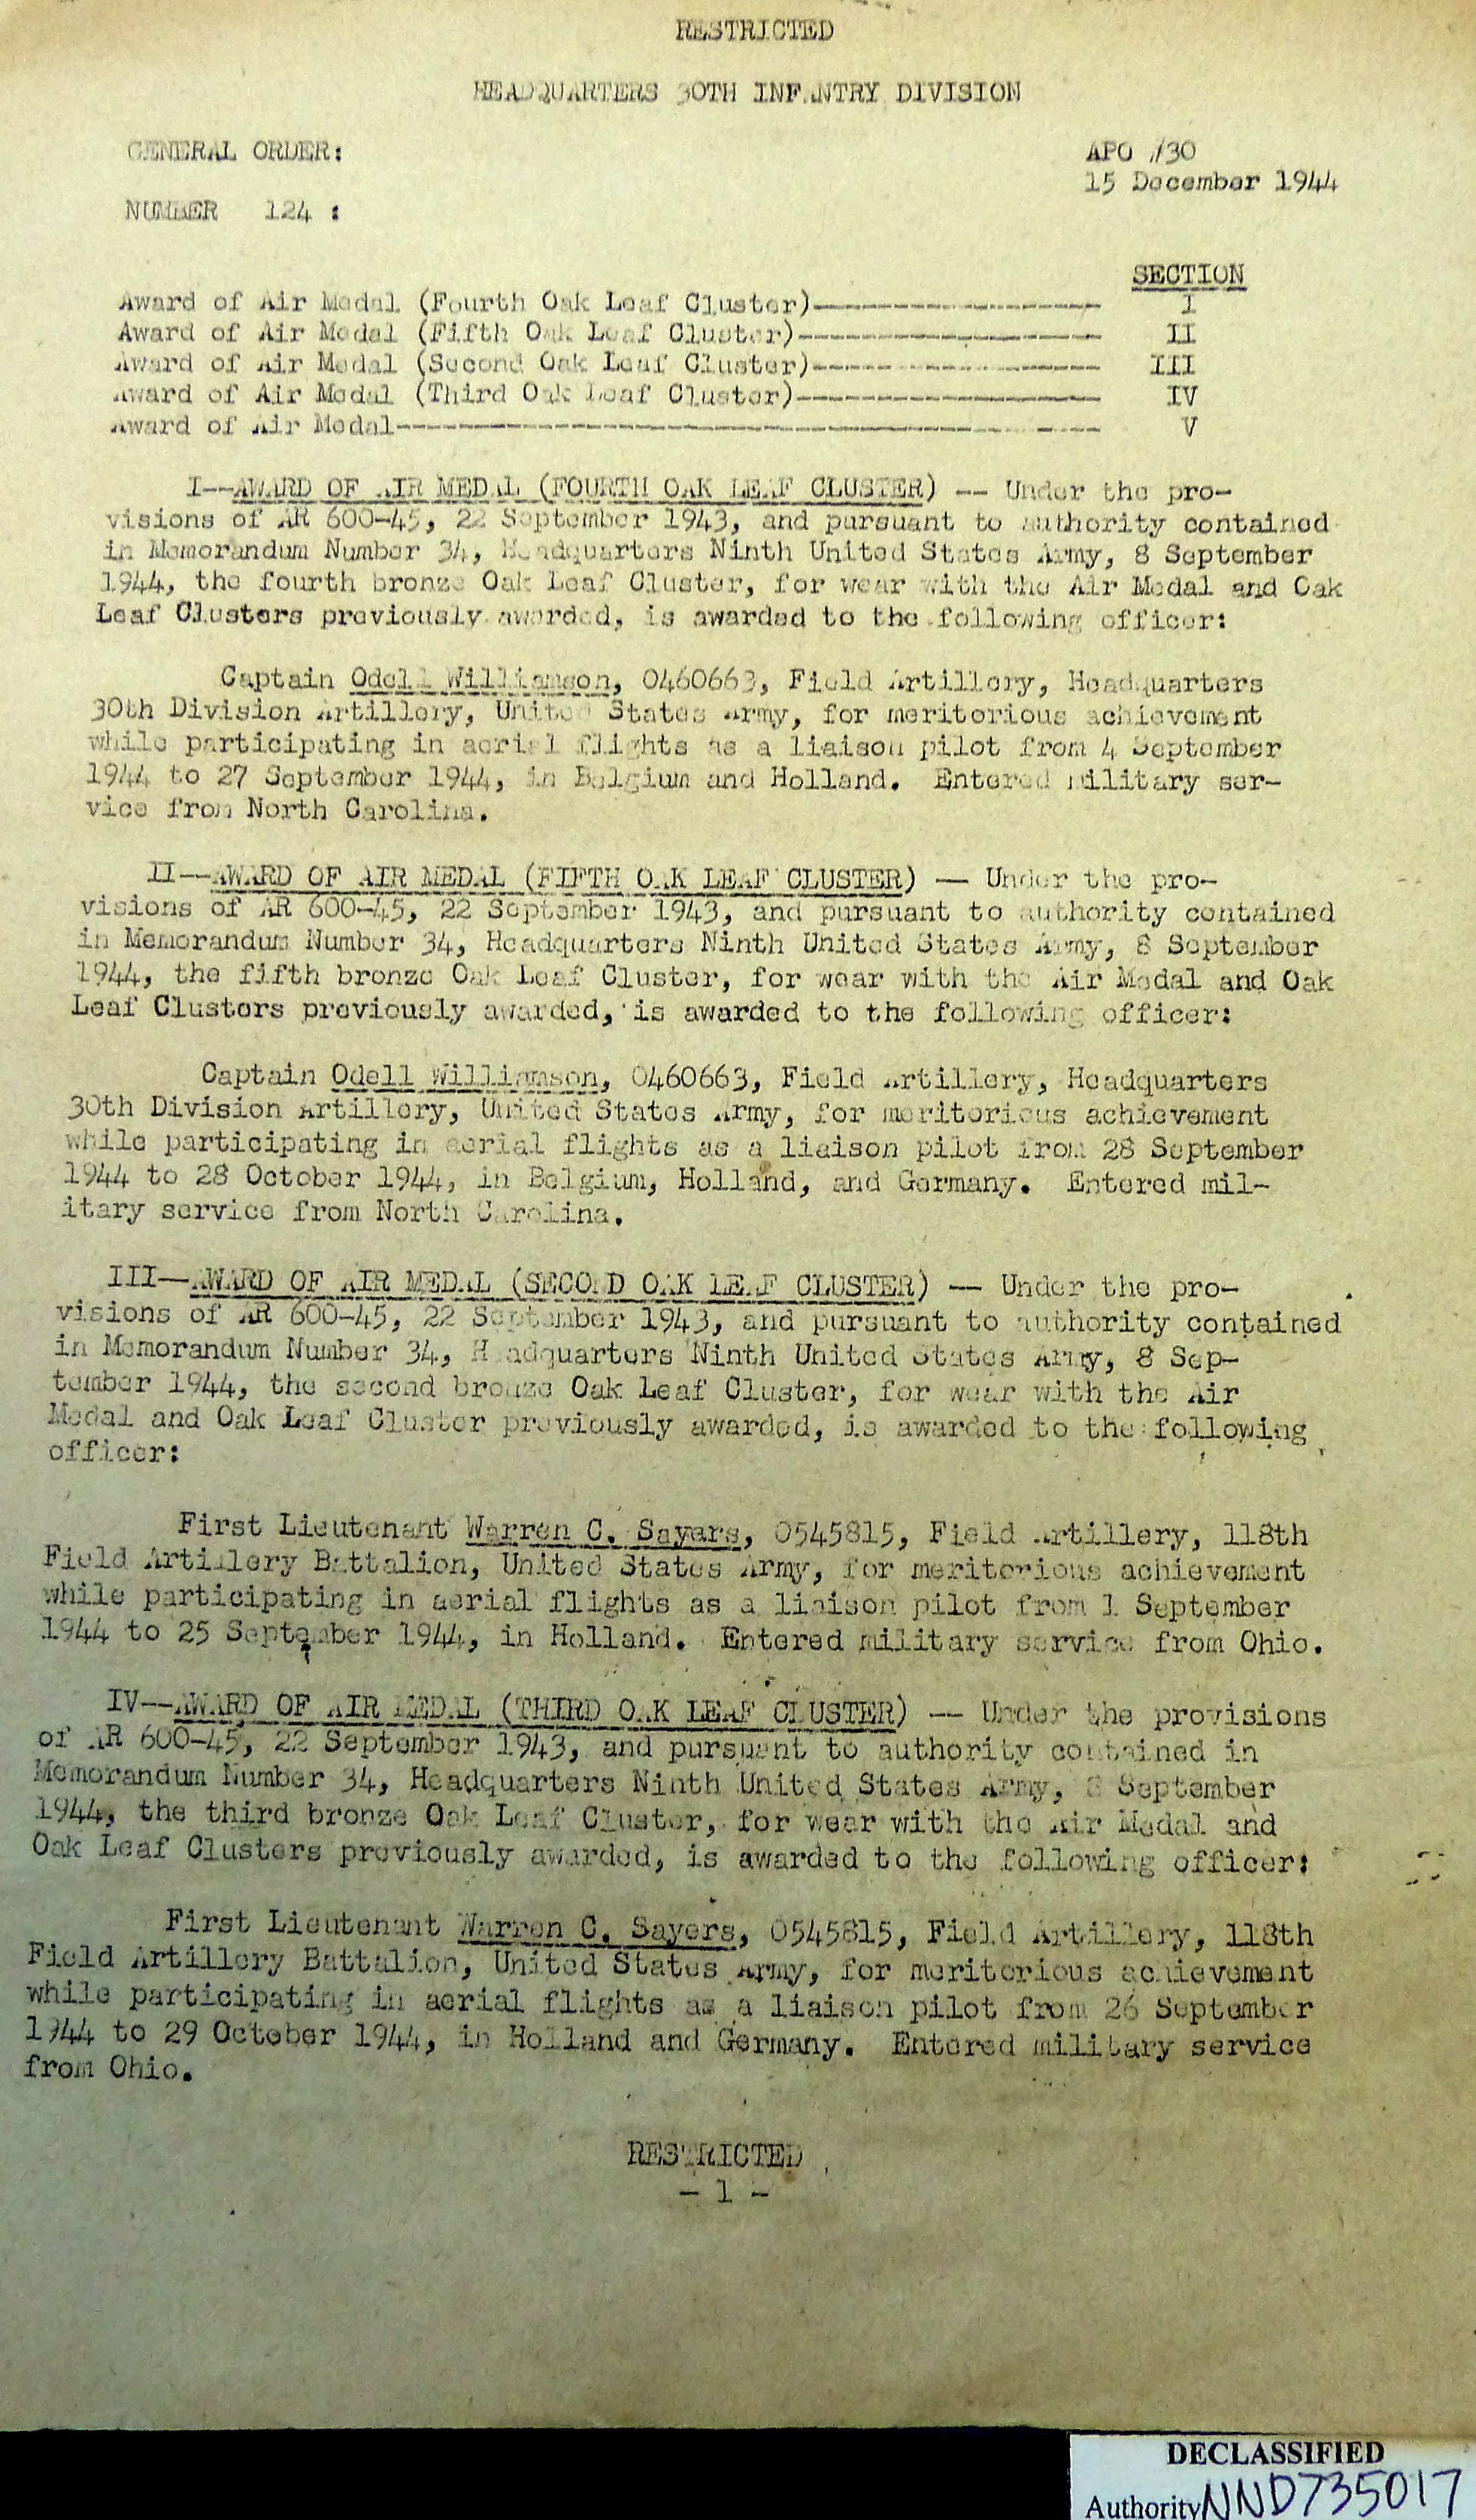 RESTRICTED
HEADQUARTERS 30TH INFANTRY DIVISION
GENERAL ORDER: APO #30
15 December 1944
NUMBER 124 :
SECTION
Award of Air Medal (Fourth Oak Leaf Cluster)-------------------- I
Award of Air Medal (Fifth Oak Leaf Cluster)--------------------- II
Award of Air Medal (Second Oak Leaf Cluster)-------------------- III
Award of Air Medal (Third Oak Leaf Cluster)--------------------- IV
Award of Air Medal---------------------------------------------- V
I--AWARD OF AIR MEDAL (FOURTH OAK LEAF CLUSTER) -- Under the pro-
visions of AR 600-45, 22 September 1943, and pursuant to authority contained
in Memorandum Number 34, Headquarters Ninth United States Army, 8 September
1944, the fourth bronze Oak Leaf Cluster, for wear with the Air Medal and Oak
Leaf Clusters previously awarded, is awarded to the following officer:
Captain Odell Williamson, 0460663, Field Artillery, Headquarters
30th Division Artillery, United States Army, for meritorious achievement
while participating in aerial flights as a liaison pilot from 4 September
1944 to 27 September 1944, in Belgium and Holland. Entered military ser-
vice from North Carolina.
II--AWARD OF AIR MEDAL (FIFTH OAK LEAF CLUSTER) -- Under the pro-
visions of AR 600-45, 22 September 1943, and pursuant to authority contained
in Memorandum Number 34, Headquarters Ninth United States Army, 8 September
1944, the fifth bronze Oak Leaf Cluster, for wear with the Air Medal and Oak
Leaf Clusters previously awarded, is awarded to the following officer:
Captain Odell Williamson, 0460663, Field Artillery, Headquarters
30th Division Artillery, United States Army, for meritorious achievement
while participating in aerial flights as a liaison pilot from 28 September
1944 to 28 October 1944, in Belgium, Holland, and Germany. Entered mil-
itary service from North Carolina.
III--AWARD OF AIR MEDAL (SECOND OAK LEAF CLUSTER) -- Under the pro-
visions of AR 600-45, 22 September 1943, and pursuant to authority contained
in Memorandum Number 34, Headquarters Ninth United States Army, 8 Sep-
tember 1944, the second bronze Oak Leaf Cluster, for wear with the Air
Medal and Oak Leaf Cluster previously awarded, is awarded to the following
officer:
First Lieutenant Warren C. Sayers, 0545815, Field Artillery, 118th
Field Artillery Battalion, United States Army, for meritorious achievement
while participating in aerial flights as a liaison pilot from 1 September
1944 to 25 September 1944, in Holland. Entered military service from Ohio.
IV--AWARD OF AIR MEDAL (THIRD OAK LEAF CLUSTER) -- Under the provisions
of AR 600-45, 22 September 1943, and pursuant to authority contained in
Memorandum Number 34, Headquarters Ninth United States Army, 8 September
1944, the third bronze Oak Leaf Cluster, for wear with the Air Medal and
Oak Leaf Clusters previously awarded, is awarded to the following officer:
First Lieutenant Warren C. Sayers, 0545815, Field Artillery, 118th
Field Artillery Battalion, United States Army, for meritorious achievement
while participating in aerial flights as a liaison pilot from 26 September
1944 to 29 October 1944, in Holland and Germany. Entered military service
from Ohio.
RESTRICTED
- 1 -
DECLASSIFIED
Authority NND735017